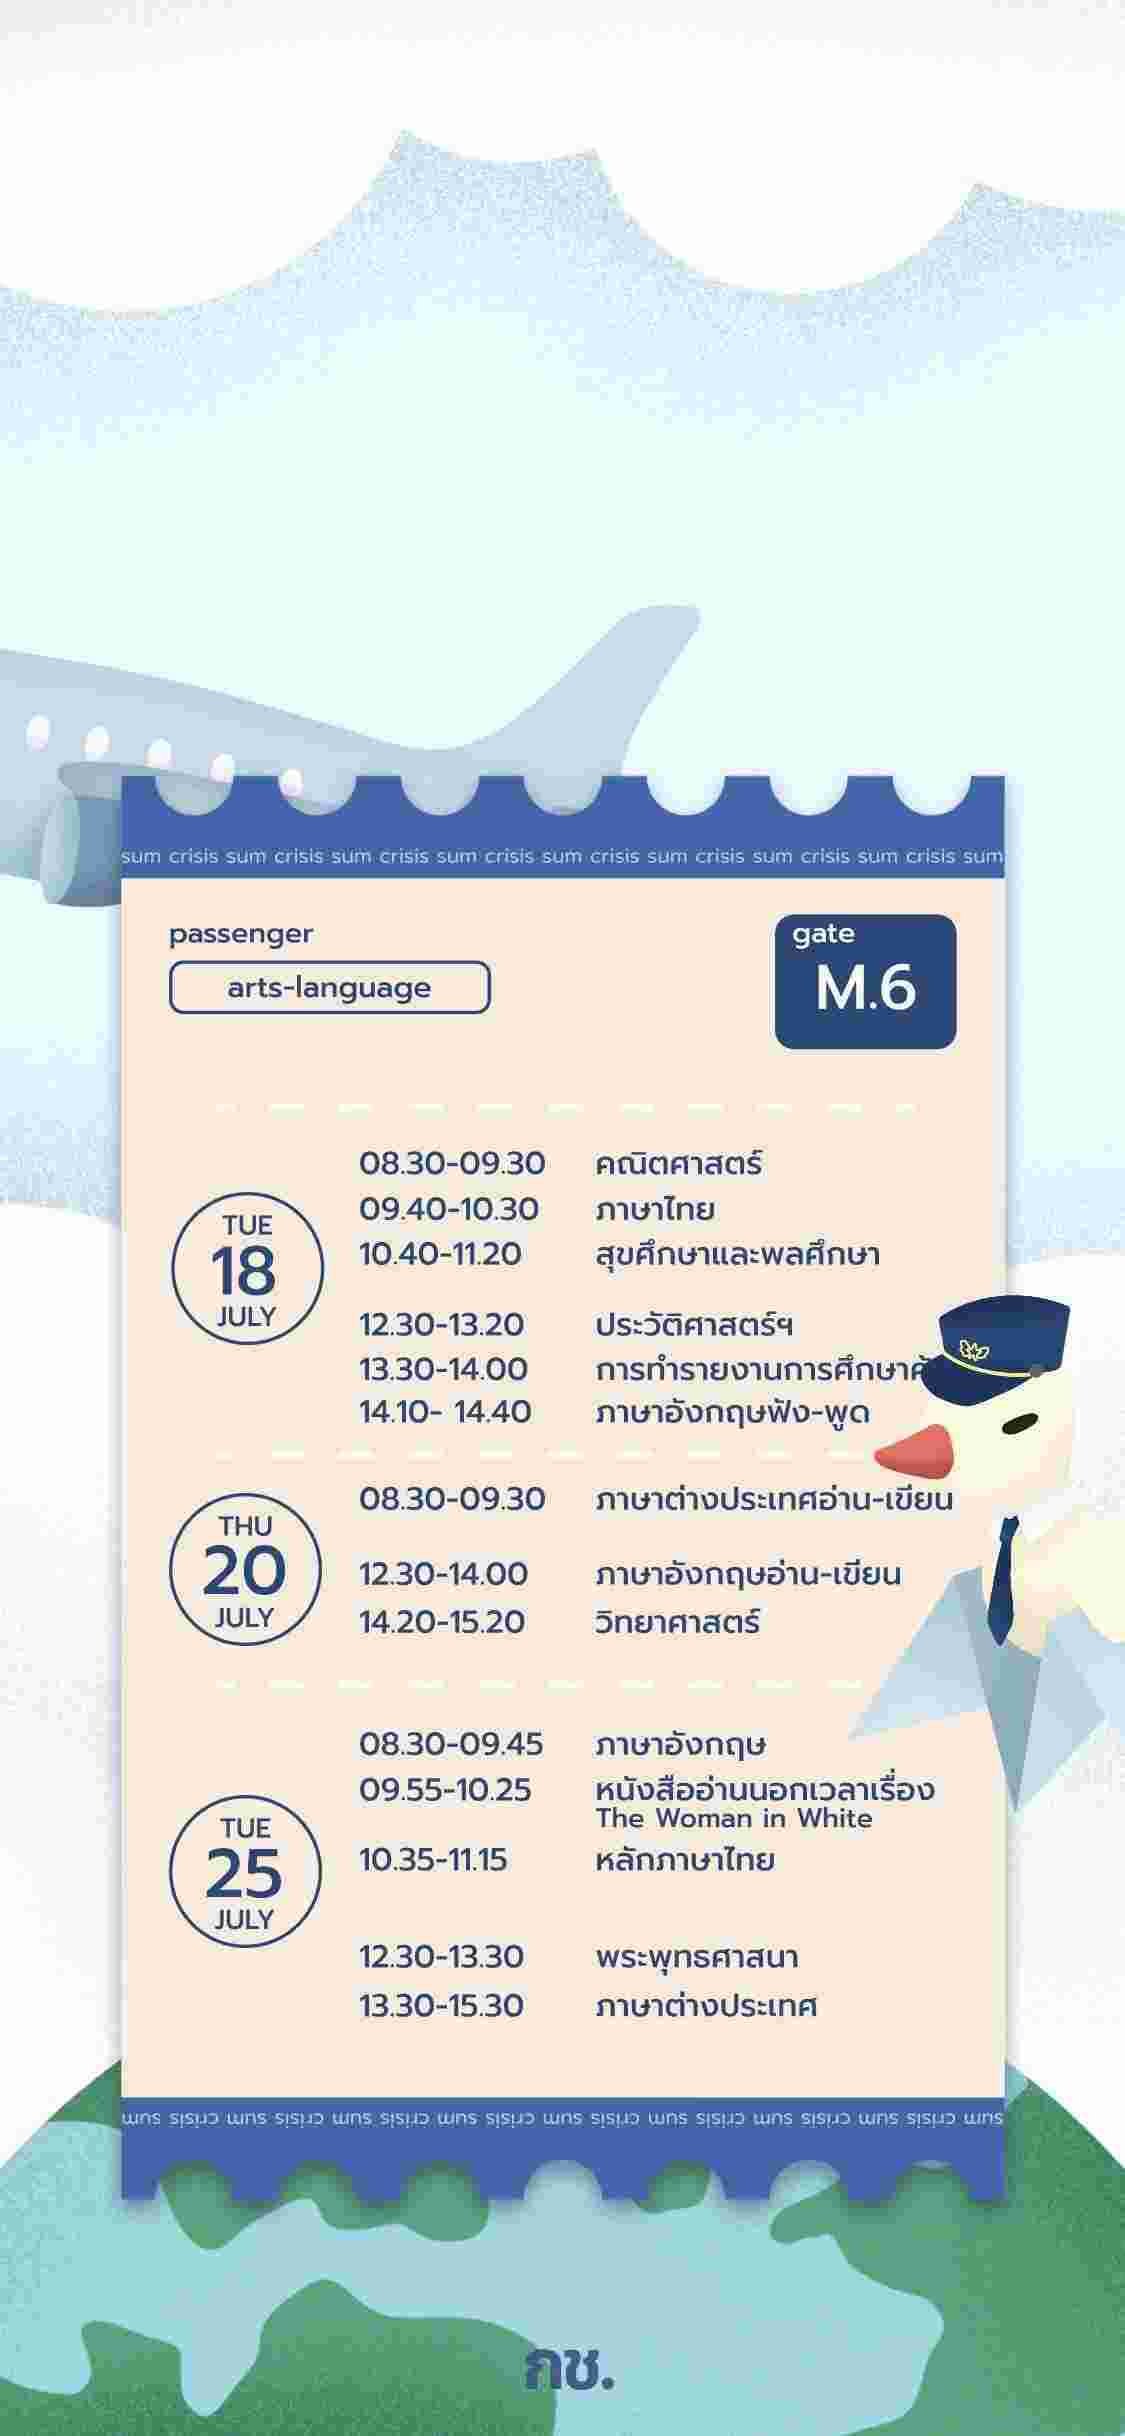 sum crisis sum crisis sum crisis sum crisis sum crisis sum crisis sum crisis sum crisis sum
passenger
arts-language
gate
M.6
TUE
18
JULY
08.30-09.30 คณิตศาสตร์
09.40-10.30 ภาษาไทย
10.40-11.20 สุขศึกษาและพลศึกษา
12.30-13.20 ประวัติศาสตร์ฯ
13.30-14.00 การทำรายงานการศึกษา
14.10- 14.40 ภาษาอังกฤษฟัง-พูด
THU
20
JULY
08.30-09.30 ภาษาต่างประเทศอ่าน-เขียน
12.30-14.00 ภาษาอังกฤษอ่าน-เขียน
14.20-15.20 วิทยาศาสตร์
TUE
25
JULY
08.30-09.45 ภาษาอังกฤษ
09.55-10.25 หนังสืออ่านนอกเวลาเรื่อง
The Woman in White
10.35-11.15 หลักภาษาไทย
12.30-13.30 พระพุทธศาสนา
13.30-15.30 ภาษาต่างประเทศ
sum crisis sum crisis sum crisis sum crisis sum crisis sum crisis sum crisis sum crisis sum
กช.